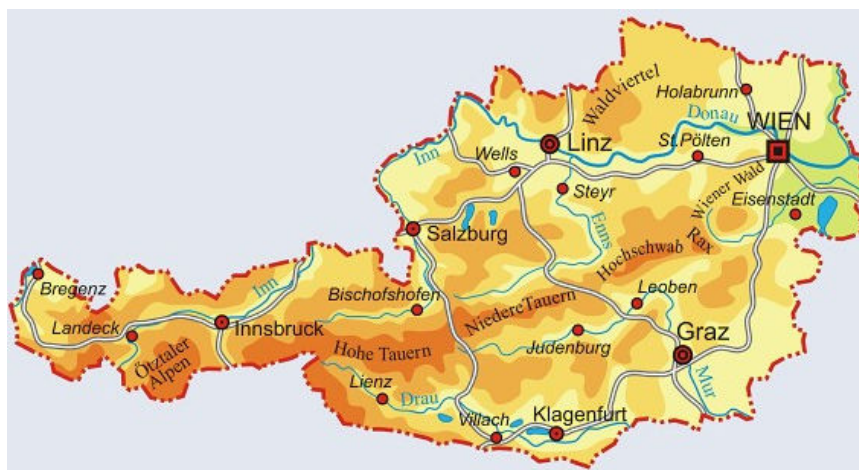 Waldviertel
Holabrunn
Donau
WIEN
Linz
St.Pölten
Inn
Wells
Steyr
Wiener Wald
Eisenstadt
Enns
Salzburg
Hochschwab
Rax
Bregenz
Inn
Bischofshofen
Niedere Tauern
Leoben
Landeck
Innsbruck
Hohe Tauern
Judenburg
Graz
Ötztaler
Alpen
Lienz
Drau
Mur
Villach
Klagenfurt